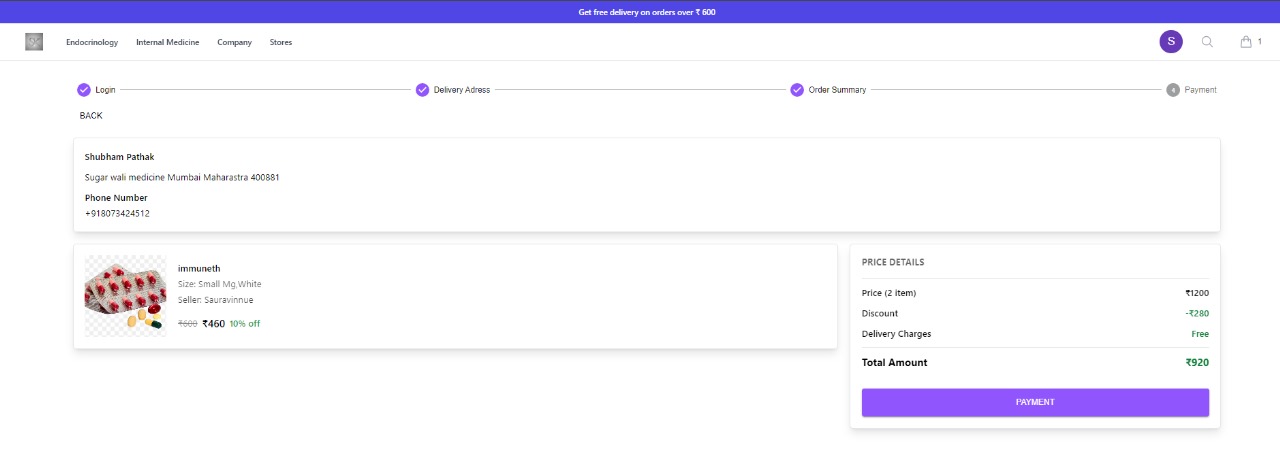 Get free delivery on orders over ₹ 600
Endocrinology Internal Medicine Company Stores S 1
Login Delivery Adress Order Summary 4 Payment
BACK
Shubham Pathak
Sugar wali medicine Mumbai Maharastra 400881
Phone Number
+918073424512
immuneth
Size: Small Mg,White
Seller: Sauravinnue
₹600 ₹460 10% off
PRICE DETAILS
Price (2 item) ₹1200
Discount -₹280
Delivery Charges Free
Total Amount ₹920
PAYMENT